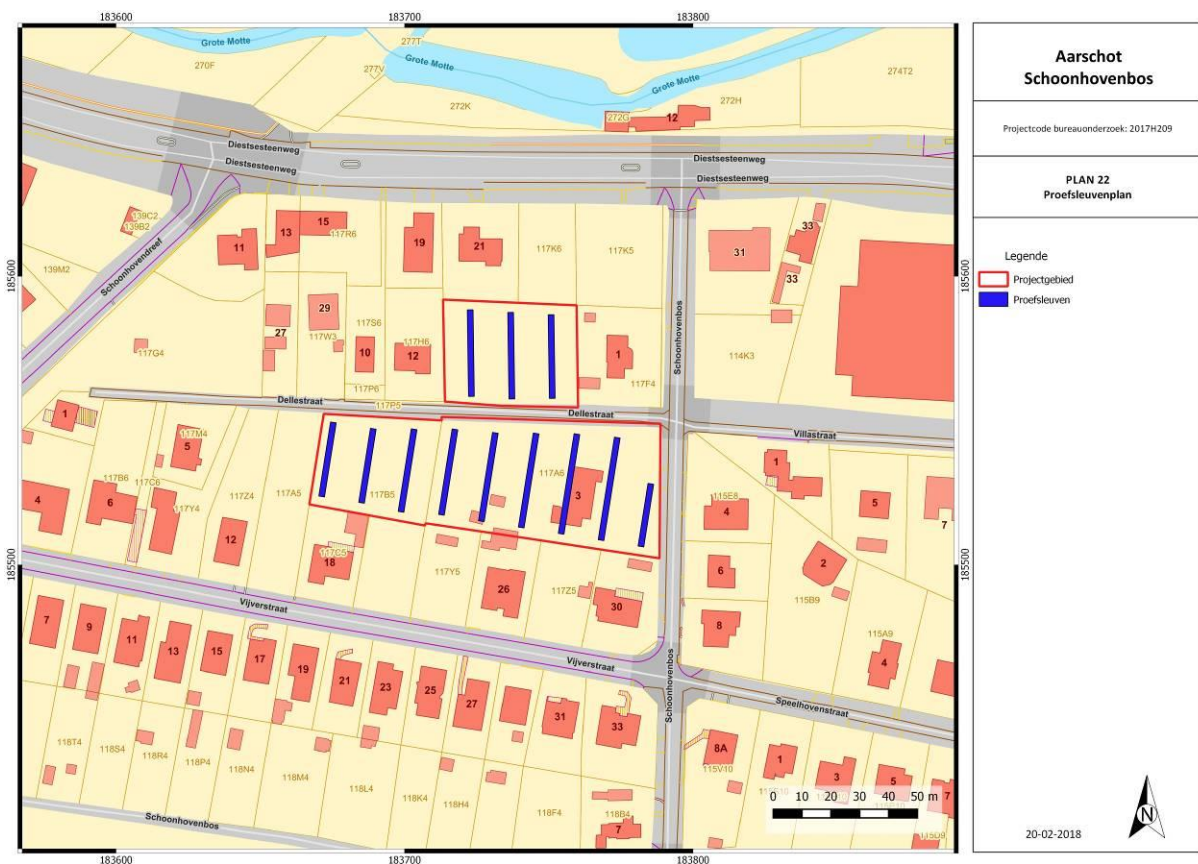 183600
183700
183800
Grote Motte
277T
270F
277V
Grote Motte
Grote Motte
274T2
272K
272G
12
272H
Diestsesteenweg
Diestsesteenweg
Diestsesteenweg
Diestsesteenweg
139C2
139B2
11
13
15
117R6
19
21
117K6
117K5
31
33
33
139M2
Schoonhovendreef
185600
185600
Schoonhovenbos
29
27
117W3
117S6
10
117H6
12
117P6
117G4
1
117F4
114K3
Dellestraat
117P5
Dellestraat
Villastraat
1
117M4
5
117B6
117C6
4
6
117Y4
117Z4
117A5
117B5
117A6
3
12
18
117C5
117Y5
26
117Z5
30
1
115E8
4
5
7
6
2
115B9
8
115A9
4
185500
185500
Vijverstraat
Vijverstraat
Schoonhovenbos
Speelhovenstraat
7
9
11
13
15
17
19
21
23
25
27
31
33
118T4
118S4
118R4
118P4
118N4
118M4
118L4
118K4
118H4
118F4
118B4
7
8A
115V10
1
3
5
7
115D9
Schoonhovenbos
0 10 20 30 40 50 m
183600
183700
183800
Aarschot
Schoonhovenbos
Projectcode bureauonderzoek: 2017H209
PLAN 22
Proefsleuvenplan
Legende
Projectgebied
Proefsleuven
20-02-2018
N